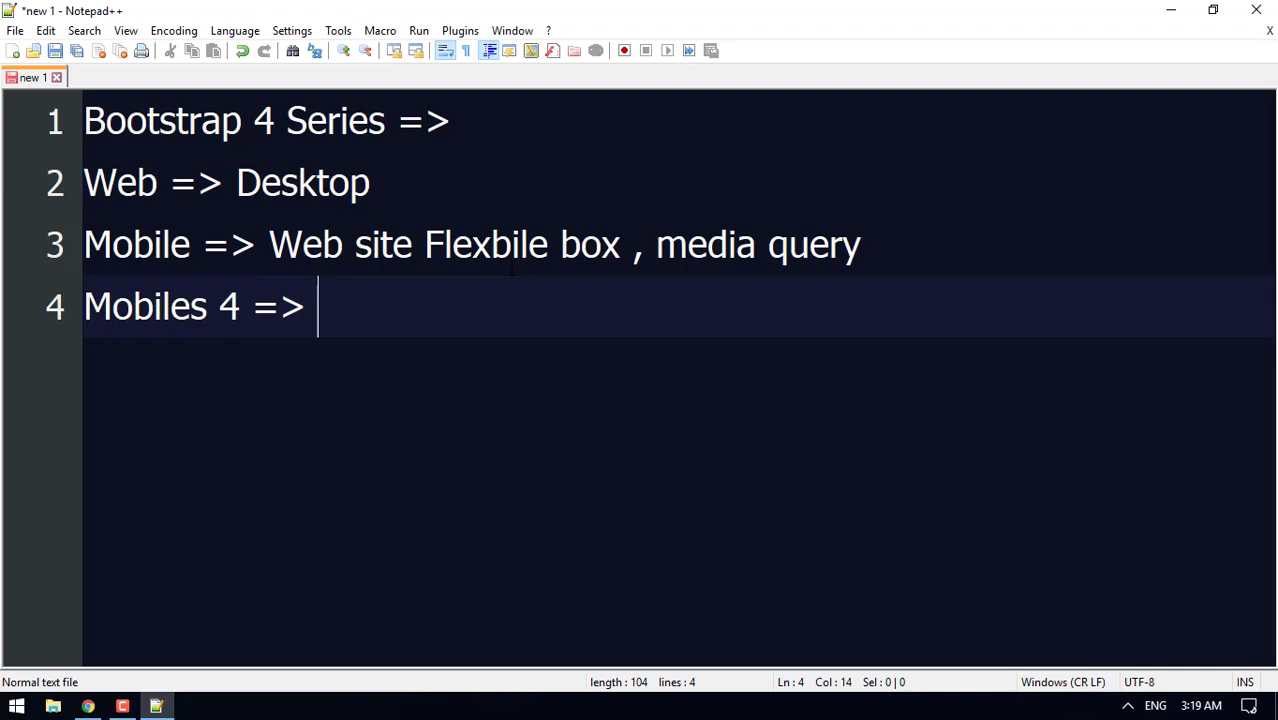 *new 1 - Notepad++
File Edit Search View Encoding Language Settings Tools Macro Run Plugins Window ? X
new 1
1 Bootstrap 4 Series =>
2 Web => Desktop
3 Mobile => Web site Flexbile box , media query
4 Mobiles 4 =>
Normal text file length : 104 lines : 4 Ln : 4 Col : 14 Sel : 0 | 0 Windows (CR LF) UTF-8 INS
ENG 3:19 AM